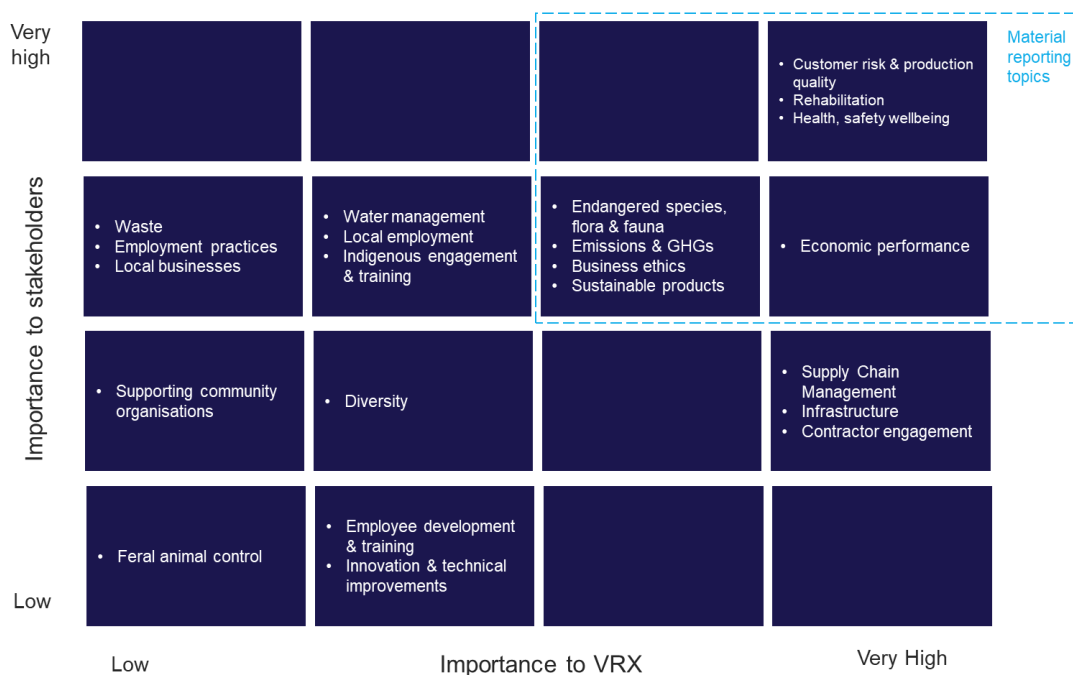 Very
high
Material
reporting
topics
• Customer risk & production
quality
• Rehabilitation
• Health, safety wellbeing
Importance to stakeholders
• Waste
• Employment practices
• Local businesses
• Water management
• Local employment
• Indigenous engagement
& training
• Endangered species,
flora & fauna
• Emissions & GHGs
• Business ethics
• Sustainable products
• Economic performance
• Supporting community
organisations
• Diversity
• Supply Chain
Management
• Infrastructure
• Contractor engagement
• Feral animal control
• Employee development
& training
• Innovation & technical
improvements
Low
Low
Importance to VRX
Very High